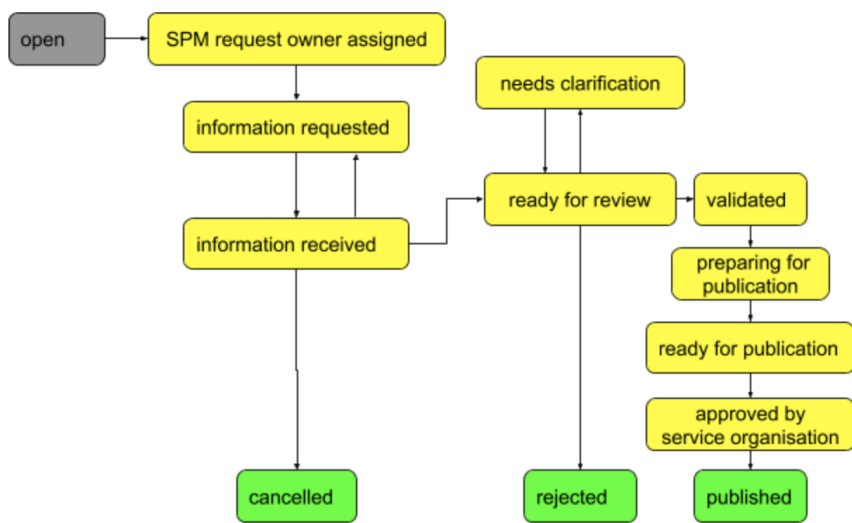 open
SPM request owner assigned
information requested
information received
needs clarification
ready for review
validated
preparing for
publication
ready for publication
approved by
service organisation
cancelled
rejected
published